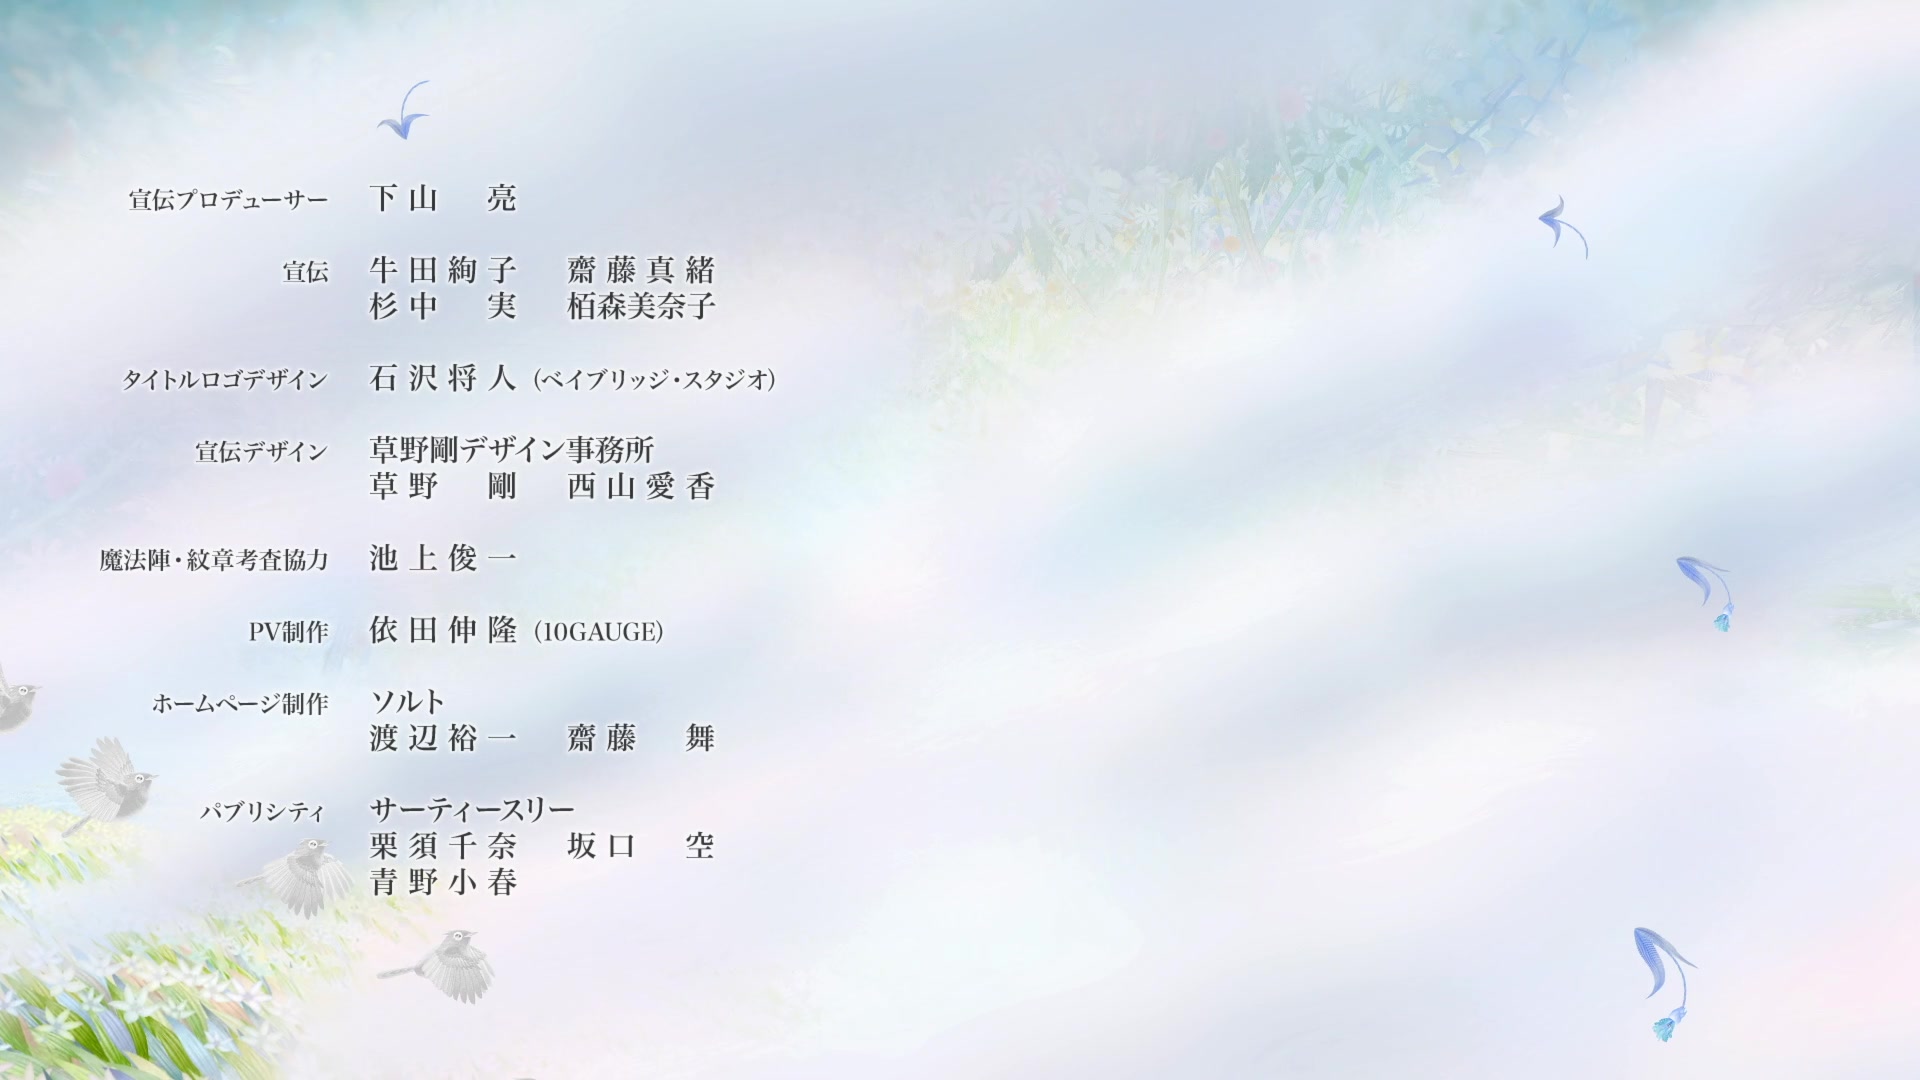 宣伝プロデューサー 下山 亮
宣伝 牛田絢子 齋藤真緒
杉中 実 栢森美奈子
タイトルロゴデザイン 石沢将人 (ベイブリッジ・スタジオ)
宣伝デザイン 草野剛デザイン事務所
草野 剛 西山愛香
魔法陣・紋章考査協力 池上俊一
PV制作 依田伸隆 (10GAUGE)
ホームページ制作 ソルト
渡辺裕一 齋藤 舞
パブリシティ サーティースリー
栗須千奈 坂口 空
青野小春